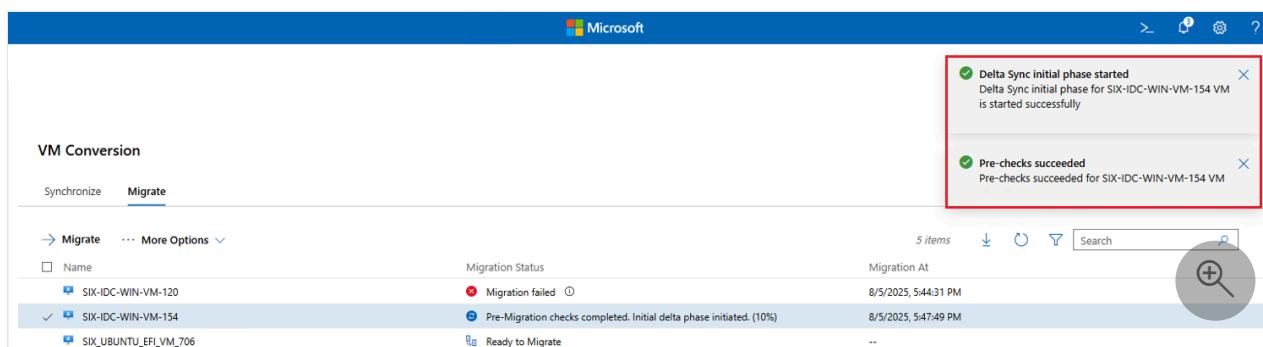 Microsoft
3
Delta Sync initial phase started
Delta Sync initial phase for SIX-IDC-WIN-VM-154 VM
is started successfully
Pre-checks succeeded
Pre-checks succeeded for SIX-IDC-WIN-VM-154 VM
VM Conversion
Synchronize Migrate
Migrate ··· More Options 5 items Search
Name Migration Status Migration At
SIX-IDC-WIN-VM-120 Migration failed 8/5/2025, 5:44:31 PM
SIX-IDC-WIN-VM-154 Pre-Migration checks completed. Initial delta phase initiated. (10%) 8/5/2025, 5:47:49 PM
SIX_UBUNTU_EFI_VM_706 Ready to Migrate --